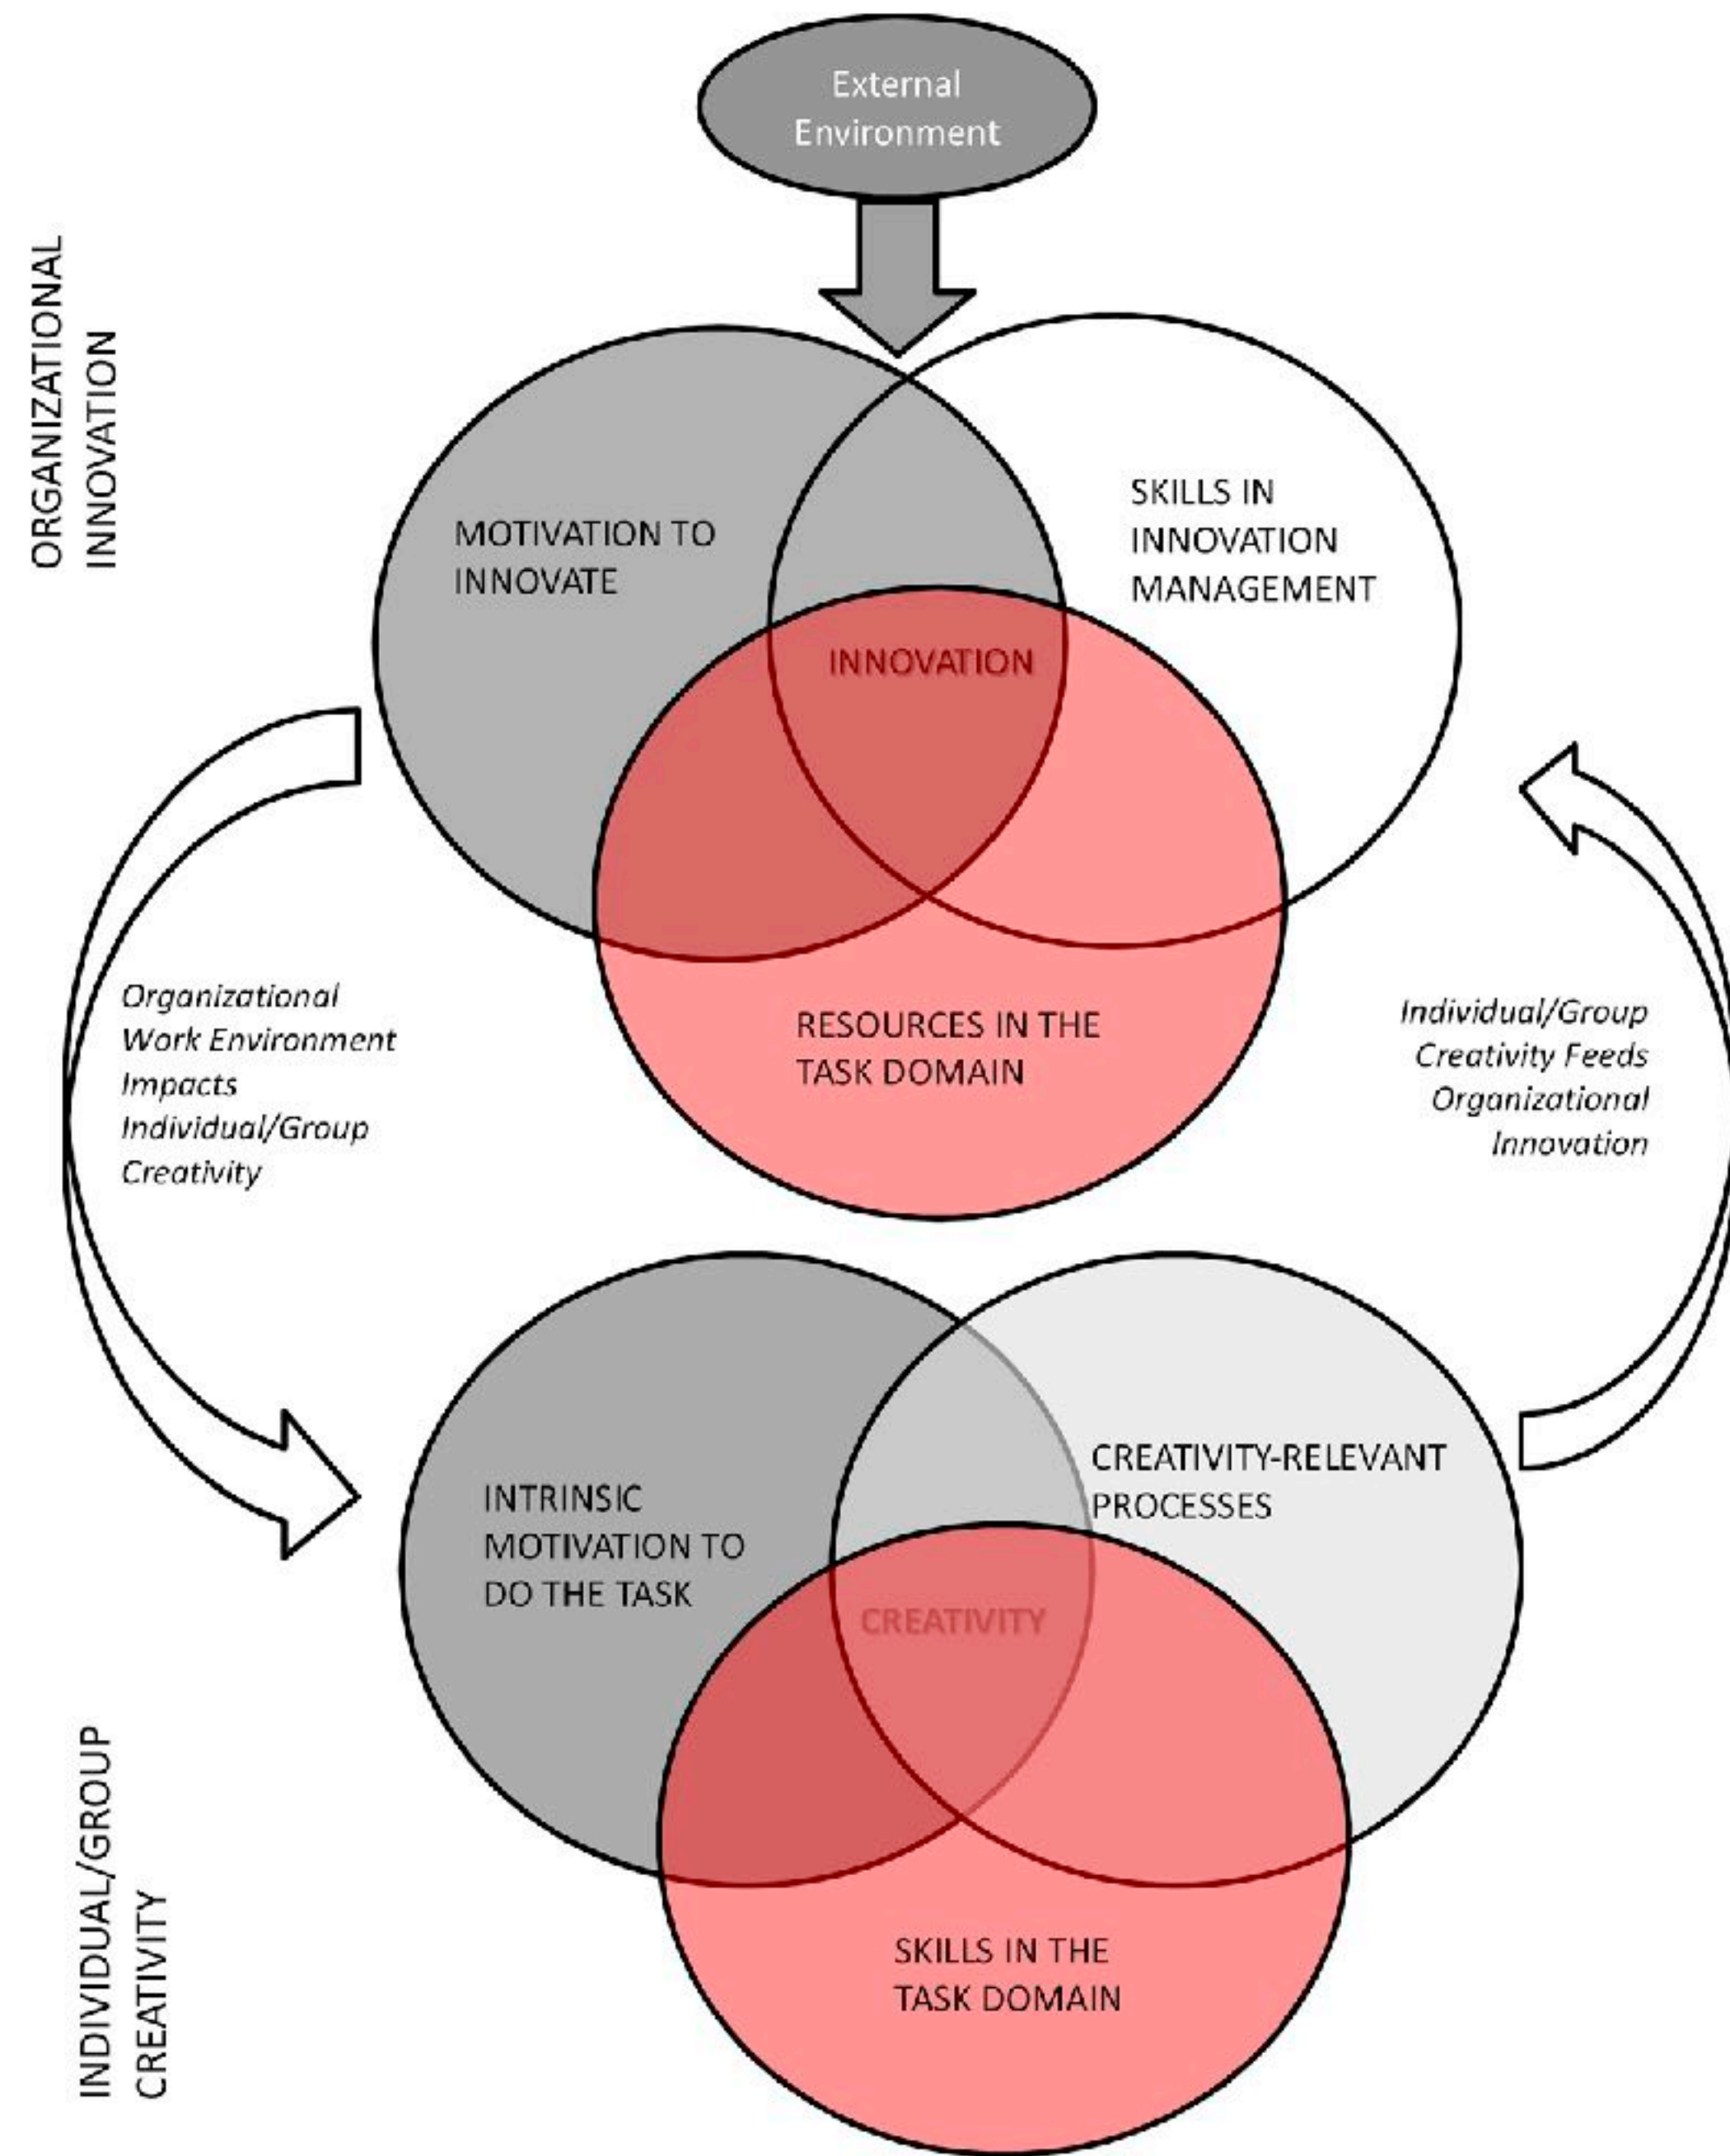 External
Environment
ORGANIZATIONAL
INNOVATION
MOTIVATION TO
INNOVATE
SKILLS IN
INNOVATION
MANAGEMENT
INNOVATION
RESOURCES IN THE
TASK DOMAIN
Organizational
Work Environment
Impacts
Individual/Group
Creativity
Individual/Group
Creativity Feeds
Organizational
Innovation
INTRINSIC
MOTIVATION TO
DO THE TASK
CREATIVITY-RELEVANT
PROCESSES
CREATIVITY
SKILLS IN THE
TASK DOMAIN
INDIVIDUAL/GROUP
CREATIVITY